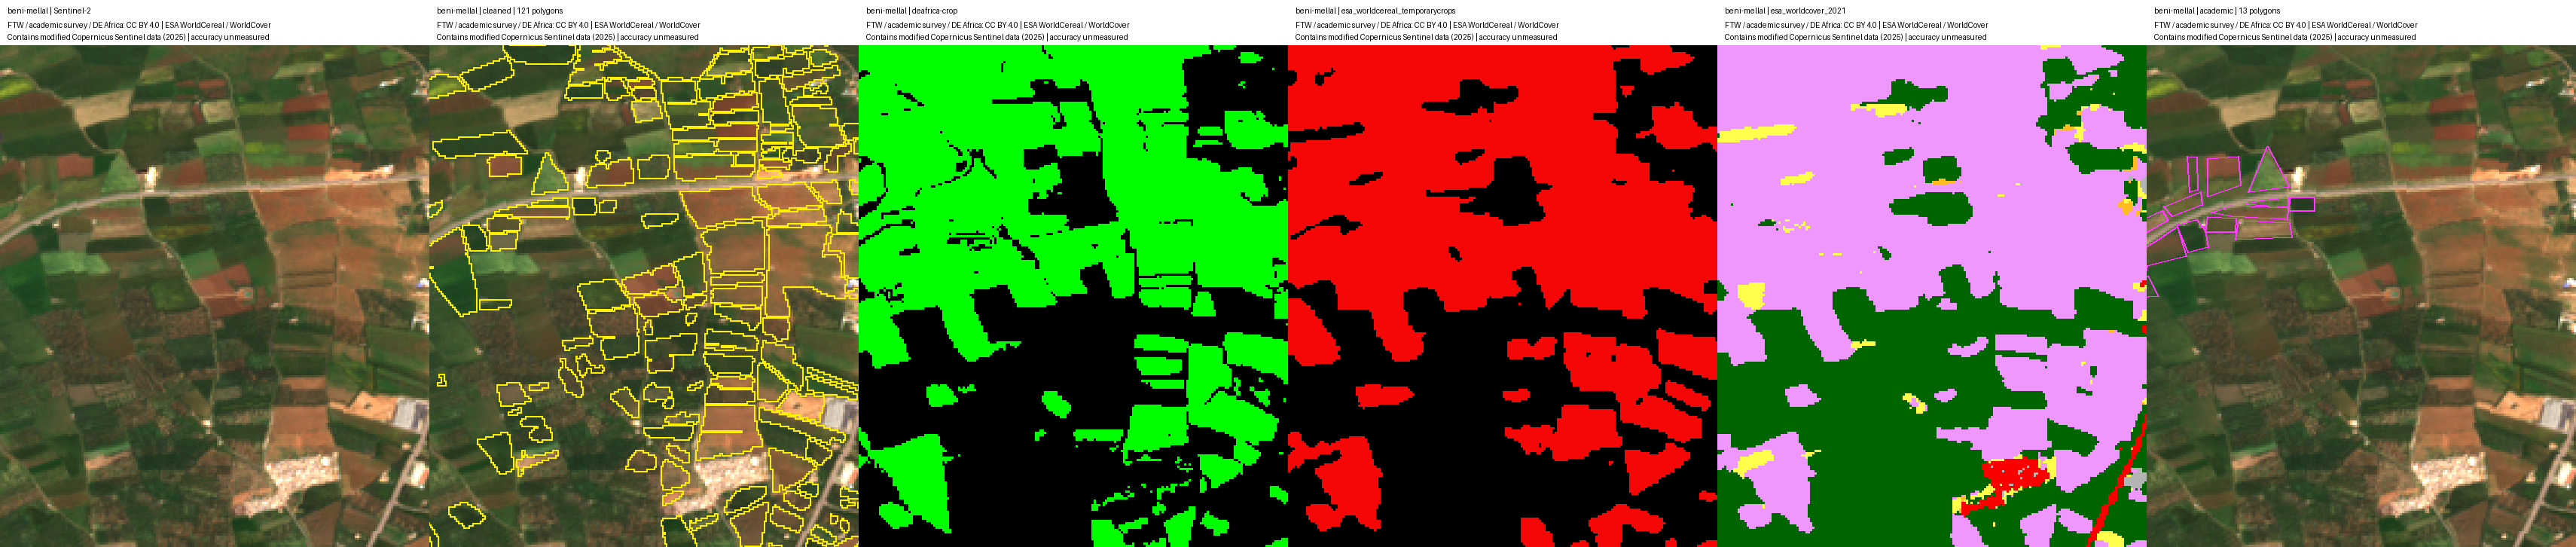 beni-mellal | Sentinel-2
FTW / academic survey / DE Africa: CC BY 4.0 | ESA WorldCereal / WorldCover
Contains modified Copernicus Sentinel data (2025) | accuracy unmeasured
beni-mellal | cleaned | 121 polygons
FTW / academic survey / DE Africa: CC BY 4.0 | ESA WorldCereal / WorldCover
Contains modified Copernicus Sentinel data (2025) | accuracy unmeasured
beni-mellal | deafrica-crop
FTW / academic survey / DE Africa: CC BY 4.0 | ESA WorldCereal / WorldCover
Contains modified Copernicus Sentinel data (2025) | accuracy unmeasured
beni-mellal | esa_worldcereal_temporarycrops
FTW / academic survey / DE Africa: CC BY 4.0 | ESA WorldCereal / WorldCover
Contains modified Copernicus Sentinel data (2025) | accuracy unmeasured
beni-mellal | esa_worldcover_2021
FTW / academic survey / DE Africa: CC BY 4.0 | ESA WorldCereal / WorldCover
Contains modified Copernicus Sentinel data (2025) | accuracy unmeasured
beni-mellal | academic | 13 polygons
FTW / academic survey / DE Africa: CC BY 4.0 | ESA WorldCereal / WorldCover
Contains modified Copernicus Sentinel data (2025) | accuracy unmeasured